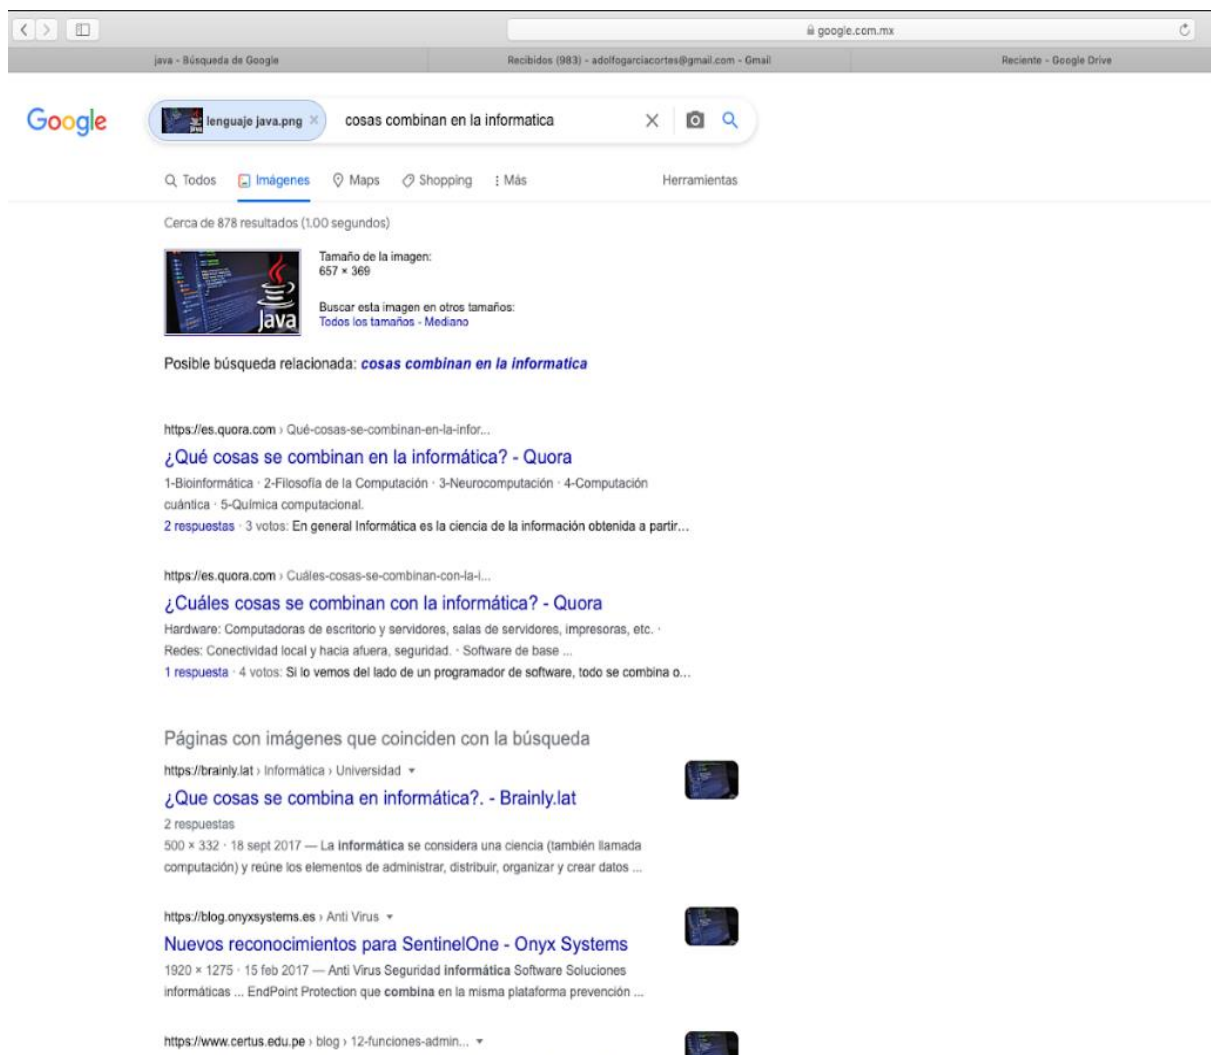 google.com.mx
java - Búsqueda de Google
Recibidos (983) - adolfogarciacortes@gmail.com - Gmail
Reciente - Google Drive
Google
lenguaje java.png
cosas combinan en la informatica
Todos
Imágenes
Maps
Shopping
Más
Herramientas
Cerca de 878 resultados (1.00 segundos)
Java
Tamaño de la imagen:
657 × 369
Buscar esta imagen en otros tamaños:
Todos los tamaños - Mediano
Posible búsqueda relacionada: cosas combinan en la informatica
https://es.quora.com › Qué-cosas-se-combinan-en-la-infor...
¿Qué cosas se combinan en la informática? - Quora
1-Bioinformática · 2-Filosofía de la Computación · 3-Neurocomputación · 4-Computación
cuántica · 5-Química computacional.
2 respuestas · 3 votos: En general Informática es la ciencia de la información obtenida a partir...
https://es.quora.com › Cuáles-cosas-se-combinan-con-la-i...
¿Cuáles cosas se combinan con la informática? - Quora
Hardware: Computadoras de escritorio y servidores, salas de servidores, impresoras, etc. ·
Redes: Conectividad local y hacia afuera, seguridad. · Software de base ...
1 respuesta · 4 votos: Si lo vemos del lado de un programador de software, todo se combina o...
Páginas con imágenes que coinciden con la búsqueda
https://brainly.lat › Informática › Universidad
¿Que cosas se combina en informática?. - Brainly.lat
2 respuestas
500 × 332 · 18 sept 2017 — La informática se considera una ciencia (también llamada
computación) y reúne los elementos de administrar, distribuir, organizar y crear datos ...
https://blog.onyxsystems.es › Anti Virus
Nuevos reconocimientos para SentinelOne - Onyx Systems
1920 × 1275 · 15 feb 2017 — Anti Virus Seguridad informática Software Soluciones
informáticas ... EndPoint Protection que combina en la misma plataforma prevención ...
https://www.certus.edu.pe › blog › 12-funciones-admin...